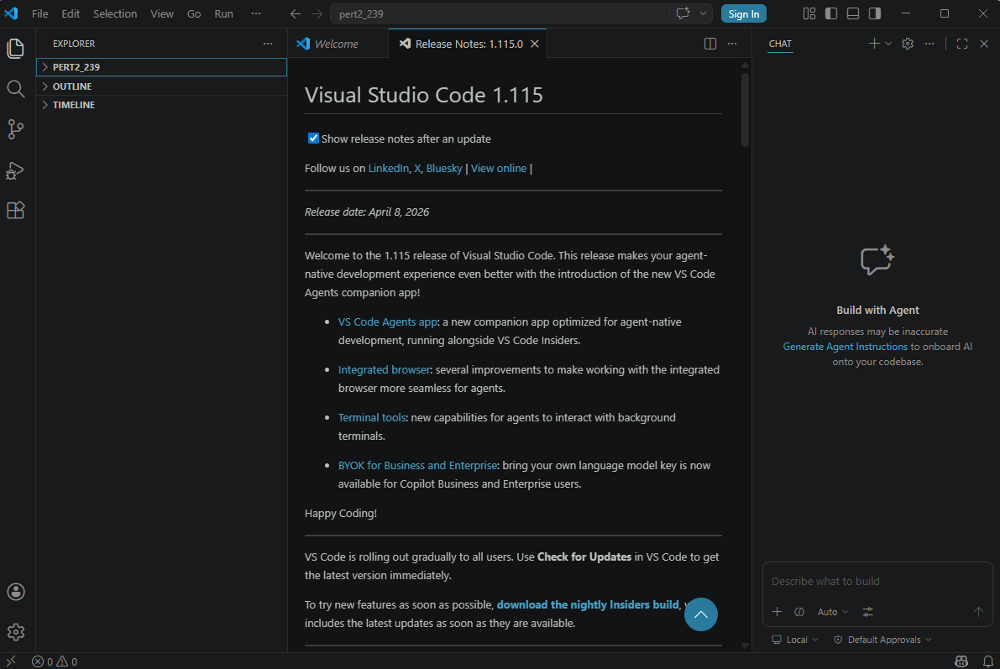 File Edit Selection View Go Run ··· pert2_239 Sign In
EXPLORER ···
PERT2_239
OUTLINE
TIMELINE
Welcome Release Notes: 1.115.0 ···
Visual Studio Code 1.115
Show release notes after an update
Follow us on LinkedIn, X, Bluesky | View online |
Release date: April 8, 2026
Welcome to the 1.115 release of Visual Studio Code. This release makes your agent-
native development experience even better with the introduction of the new VS Code
Agents companion app!
• VS Code Agents app: a new companion app optimized for agent-native
development, running alongside VS Code Insiders.
• Integrated browser: several improvements to make working with the integrated
browser more seamless for agents.
• Terminal tools: new capabilities for agents to interact with background
terminals.
• BYOK for Business and Enterprise: bring your own language model key is now
available for Copilot Business and Enterprise users.
Happy Coding!
VS Code is rolling out gradually to all users. Use Check for Updates in VS Code to get
the latest version immediately.
To try new features as soon as possible, download the nightly Insiders build,
includes the latest updates as soon as they are available.
CHAT ···
Build with Agent
AI responses may be inaccurate
Generate Agent Instructions to onboard AI
onto your codebase.
Describe what to build
Auto
Local Default Approvals
0 0